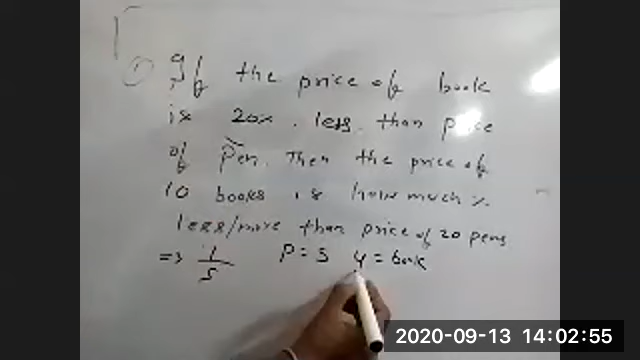 ① If the price of book
is 20% less than price
of pen. Then the price of
10 books is how much %
less/more than price of 20 pens
=> 1/5 P = 5 4 = book
2020-09-13 14:02:55